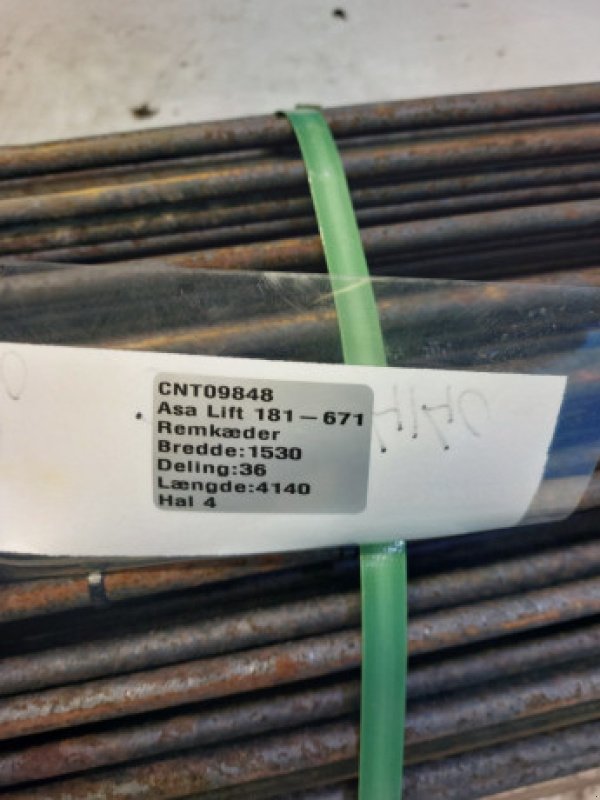 CNT09848
Asa Lift 181-671
Remkæder
Bredde:1530
Deling:36
Længde:4140
Hal 4